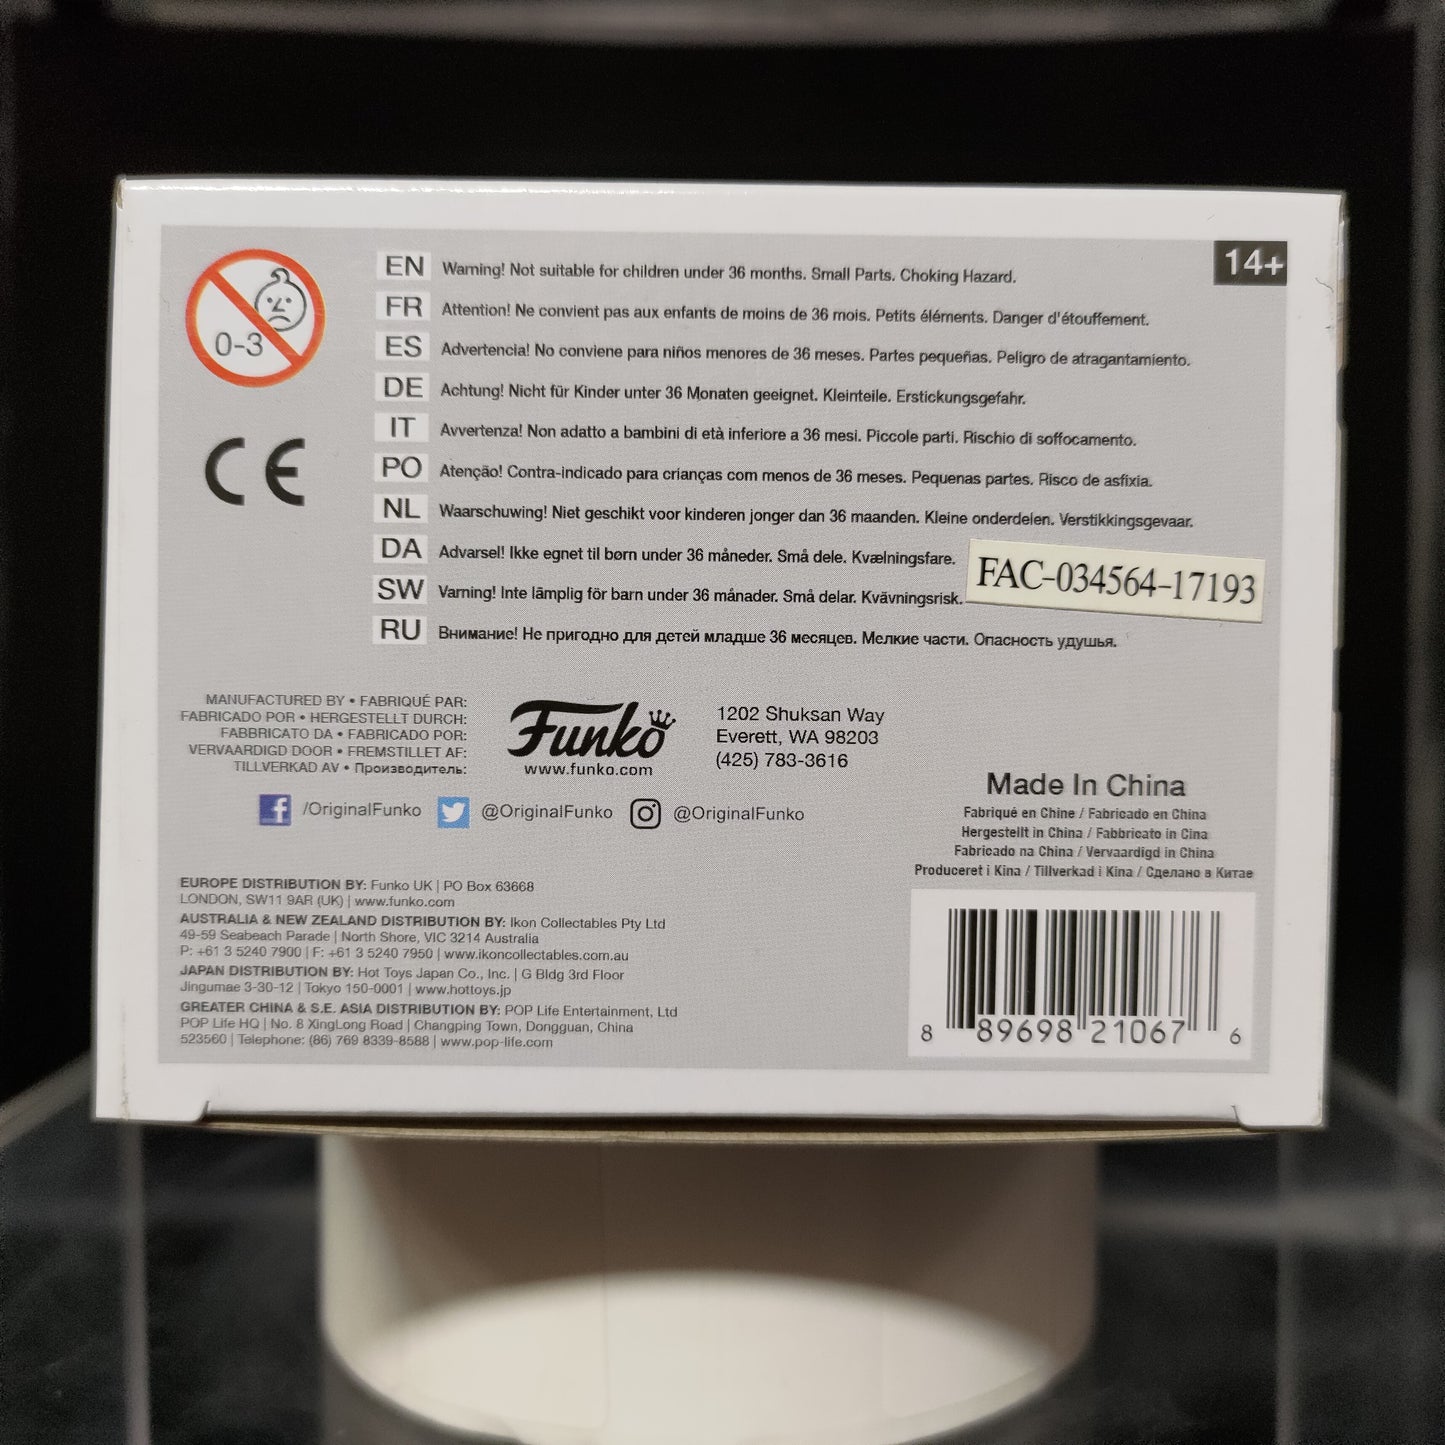 0-3
14+
EN Warning! Not suitable for children under 36 months. Small Parts. Choking Hazard.
FR Attention! Ne convient pas aux enfants de moins de 36 mois. Petits éléments. Danger d'étouffement.
ES Advertencia! No conviene para niños menores de 36 meses. Partes pequeñas. Peligro de atragantamiento.
DE Achtung! Nicht für Kinder unter 36 Monaten geeignet. Kleinteile. Erstickungsgefahr.
IT Avvertenza! Non adatto a bambini di età inferiore a 36 mesi. Piccole parti. Rischio di soffocamento.
PO Atenção! Contra-indicado para crianças com menos de 36 meses. Pequenas partes. Risco de asfixia.
NL Waarschuwing! Niet geschikt voor kinderen jonger dan 36 maanden. Kleine onderdelen. Verstikkingsgevaar.
DA Advarsel! Ikke egnet til børn under 36 måneder. Små dele. Kvælningsfare.
SW Varning! Inte lämplig för barn under 36 månader. Små delar. Kvävningsrisk.
RU Внимание! Не пригодно для детей младше 36 месяцев. Мелкие части. Опасность удушья.
CE
FAC-034564-17193
MANUFACTURED BY • FABRIQUÉ PAR:
FABRICADO POR • HERGESTELLT DURCH:
FABBRICATO DA • FABRICADO POR:
VERVAARDIGD DOOR • FREMSTILLET AF:
TILLVERKAD AV • Производитель:
Funko
www.funko.com
1202 Shuksan Way
Everett, WA 98203
(425) 783-3616
f /OriginalFunko @OriginalFunko @OriginalFunko
Made In China
Fabriqué en Chine / Fabricado en China
Hergestellt in China / Fabbricato in Cina
Fabricado na China / Vervaardigd in China
Produceret i Kina / Tillverkad i Kina / Сделано в Китае
EUROPE DISTRIBUTION BY: Funko UK | PO Box 63668
LONDON, SW11 9AR (UK) | www.funko.com
AUSTRALIA & NEW ZEALAND DISTRIBUTION BY: Ikon Collectables Pty Ltd
49-59 Seabeach Parade | North Shore, VIC 3214 Australia
P: +61 3 5240 7900 | F: +61 3 5240 7950 | www.ikoncollectables.com.au
JAPAN DISTRIBUTION BY: Hot Toys Japan Co., Inc. | G Bldg 3rd Floor
Jingumae 3-30-12 | Tokyo 150-0001 | www.hottoys.jp
GREATER CHINA & S.E. ASIA DISTRIBUTION BY: POP Life Entertainment, Ltd
POP Life HQ | No. 8 XingLong Road | Changping Town, Dongguan, China
523560 | Telephone: (86) 769 8339-8588 | www.pop-life.com
8 89698 21067 6